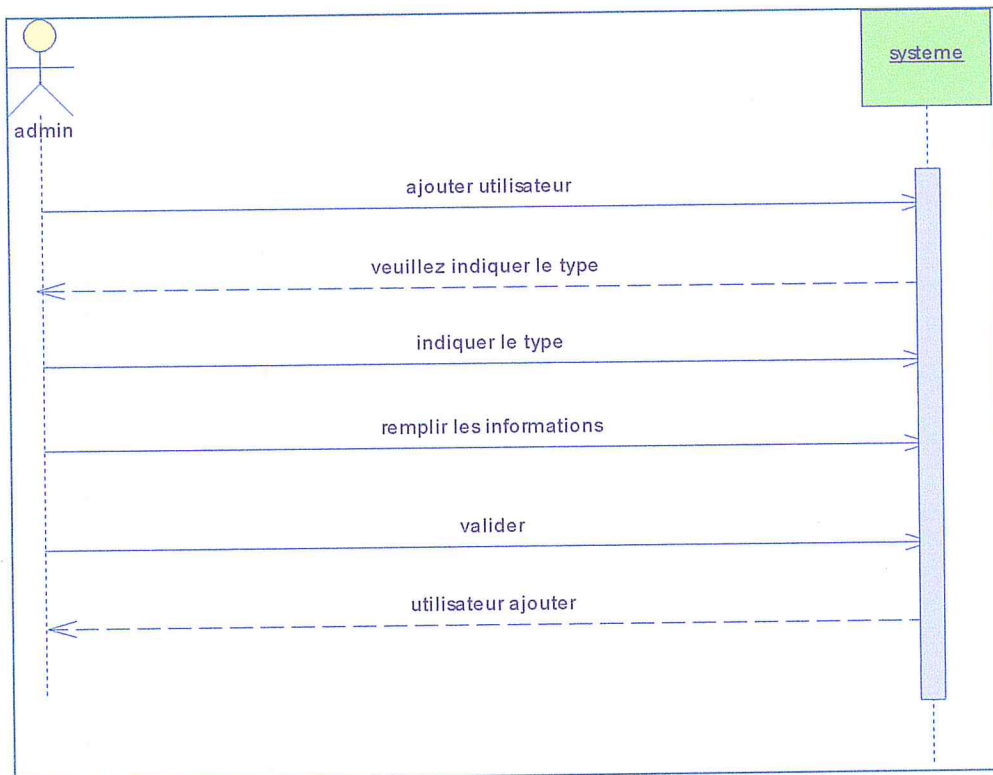 systeme
admin
ajouter utilisateur
veuillez indiquer le type
indiquer le type
remplir les informations
valider
utilisateur ajouter